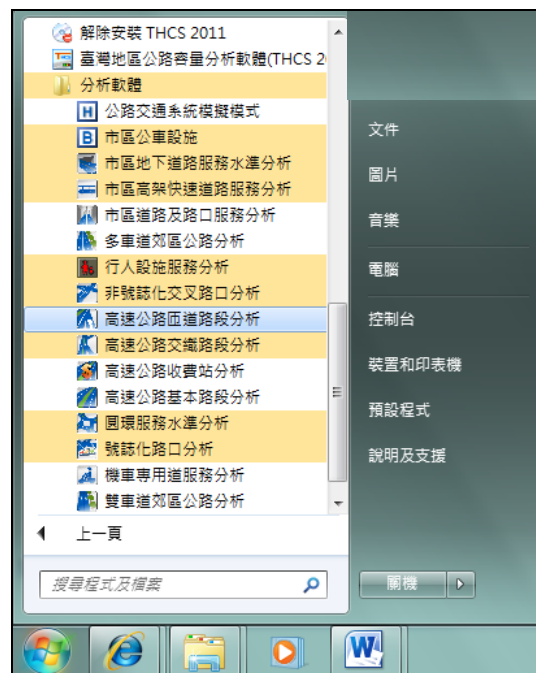 解除安裝 THCS 2011
臺灣地區公路容量分析軟體(THCS 2
分析軟體
公路交通系統模擬模式
市區公車設施
市區地下道路服務水準分析
市區高架快速道路服務分析
市區道路及路口服務分析
多車道郊區公路分析
行人設施服務分析
非號誌化交叉路口分析
高速公路匝道路段分析
高速公路交織路段分析
高速公路收費站分析
高速公路基本路段分析
圓環服務水準分析
號誌化路口分析
機車專用道服務分析
雙車道郊區公路分析
上一頁
搜尋程式及檔案
文件
圖片
音樂
電腦
控制台
裝置和印表機
預設程式
說明及支援
關機